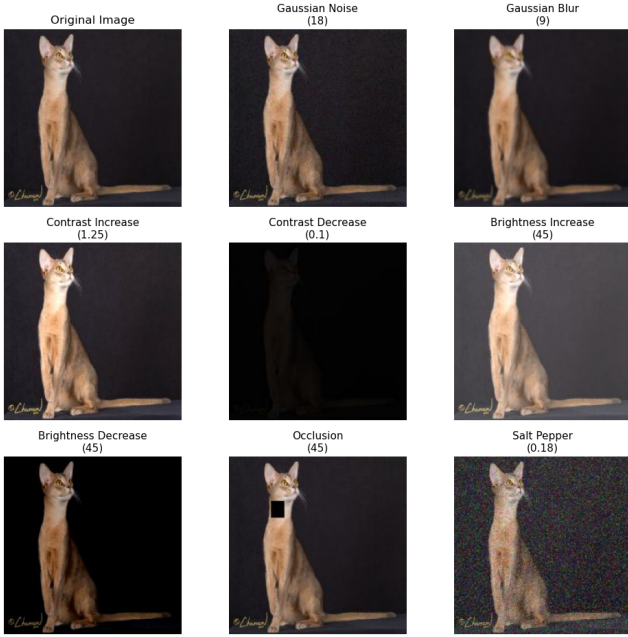 Original Image
Gaussian Noise
(18)
Gaussian Blur
(9)
Contrast Increase
(1.25)
Contrast Decrease
(0.1)
Brightness Increase
(45)
Brightness Decrease
(45)
Occlusion
(45)
Salt Pepper
(0.18)